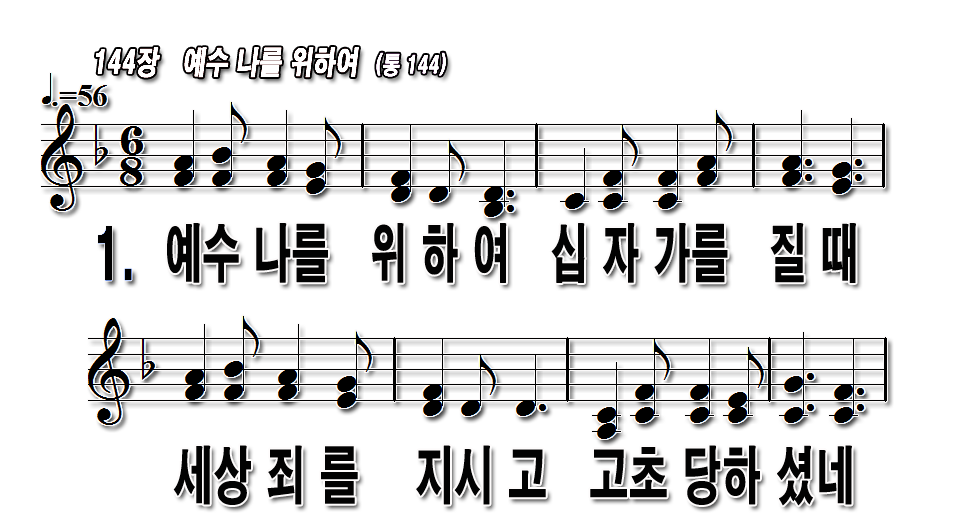 144장 예수 나를 위하여 (통 144)
♩.=56
6
8
1. 예수 나를 위 하 여 십 자 가를 질 때
세상 죄 를 지시 고 고초 당하 셨네